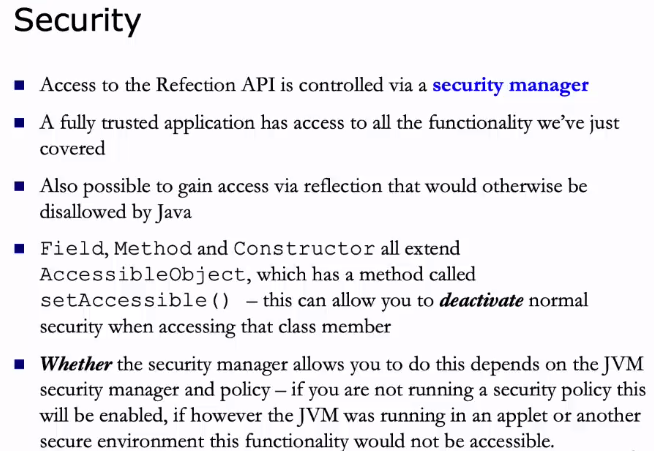 Security
Access to the Refection API is controlled via a security manager
A fully trusted application has access to all the functionality we've just
covered
Also possible to gain access via reflection that would otherwise be
disallowed by Java
Field, Method and Constructor all extend
AccessibleObject, which has a method called
setAccessible() – this can allow you to deactivate normal
security when accessing that class member
Whether the security manager allows you to do this depends on the JVM
security manager and policy – if you are not running a security policy this
will be enabled, if however the JVM was running in an applet or another
secure environment this functionality would not be accessible.